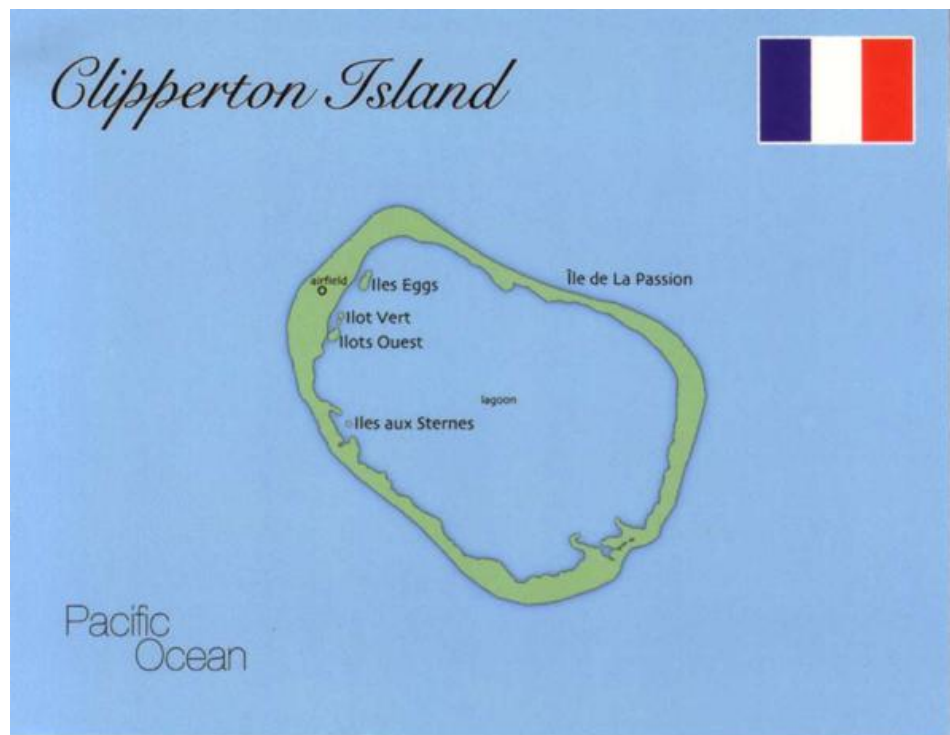 Clipperton Island
airfield
Île de La Passion
Iles Eggs
Ilot Vert
Ilots Ouest
lagoon
Iles aux Sternes
Pacific
Ocean